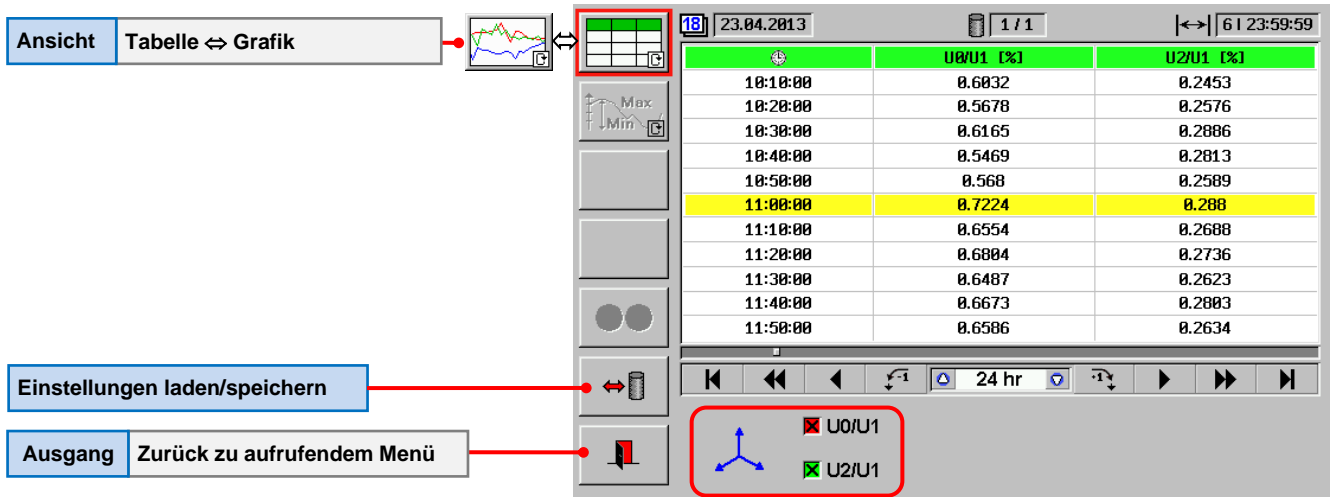 Ansicht Tabelle ⇔ Grafik
18 23.04.2013 1 / 1 6 I 23:59:59
U0/U1 [%] U2/U1 [%]
10:10:00 0.6032 0.2453
10:20:00 0.5678 0.2576
10:30:00 0.6165 0.2886
10:40:00 0.5469 0.2813
10:50:00 0.568 0.2589
11:00:00 0.7224 0.288
11:10:00 0.6554 0.2688
11:20:00 0.6804 0.2736
11:30:00 0.6487 0.2623
11:40:00 0.6673 0.2803
11:50:00 0.6586 0.2634
Max
Min
Einstellungen laden/speichern
-1 24 hr +1
Ausgang Zurück zu aufrufendem Menü
U0/U1
U2/U1